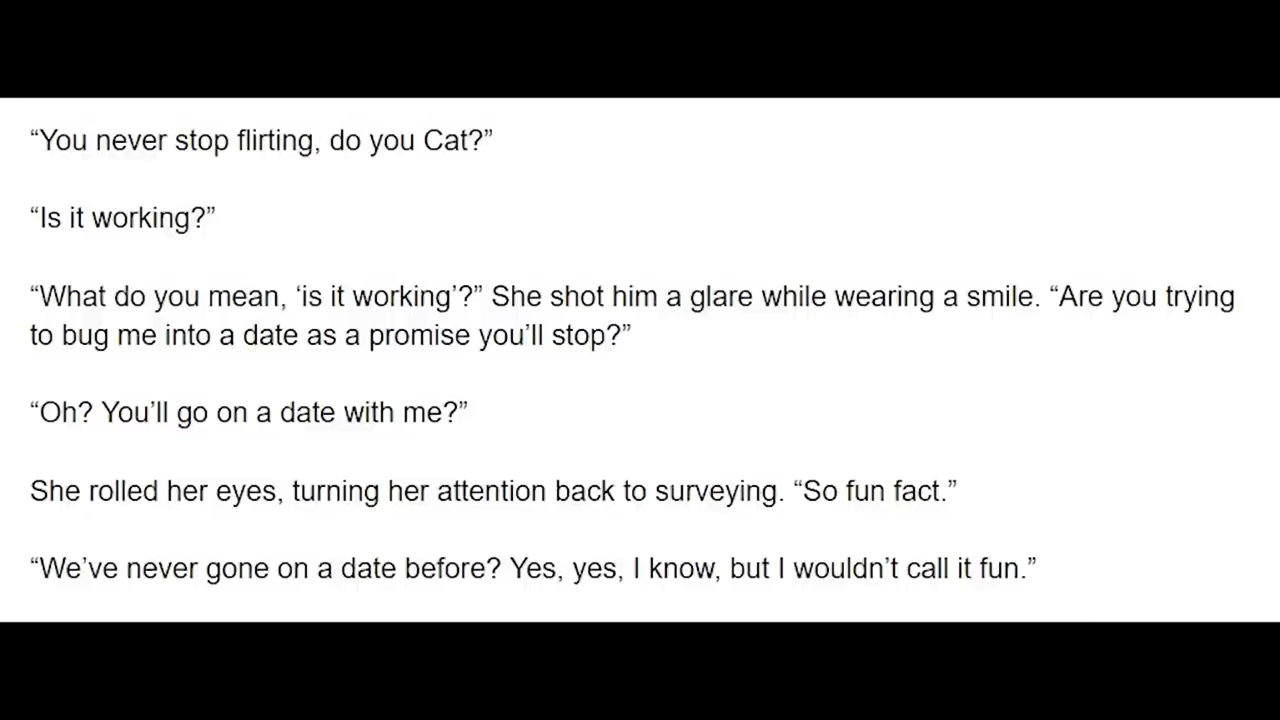 “You never stop flirting, do you Cat?”
“Is it working?”
“What do you mean, ‘is it working’?” She shot him a glare while wearing a smile. “Are you trying
to bug me into a date as a promise you’ll stop?”
“Oh? You’ll go on a date with me?”
She rolled her eyes, turning her attention back to surveying. “So fun fact.”
“We’ve never gone on a date before? Yes, yes, I know, but I wouldn’t call it fun.”